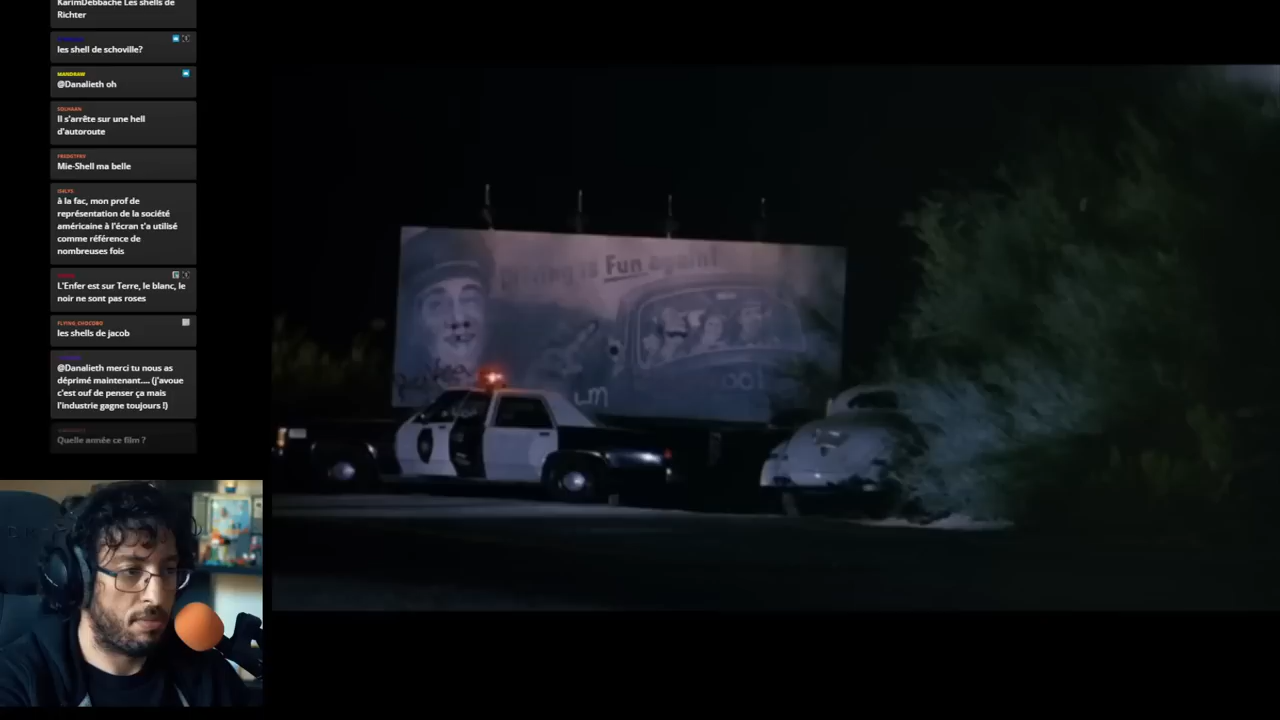 KarimDebbache Les shells de
Richter
les shell de schoville?
MANDRAW
@Danalieth oh
Il s'arrête sur une hell
d'autoroute
Mie-Shell ma belle
à la fac, mon prof de
représentation de la société
américaine à l'écran t'a utilisé
comme référence de
nombreuses fois
L'Enfer est sur Terre, le blanc, le
noir ne sont pas roses
FLYING_CHOCOBO
les shells de jacob
@Danalieth merci tu nous as
déprimé maintenant.... (j'avoue
c'est ouf de penser ça mais
l'industrie gagne toujours !)
Quelle année ce film ?
is Fun again!